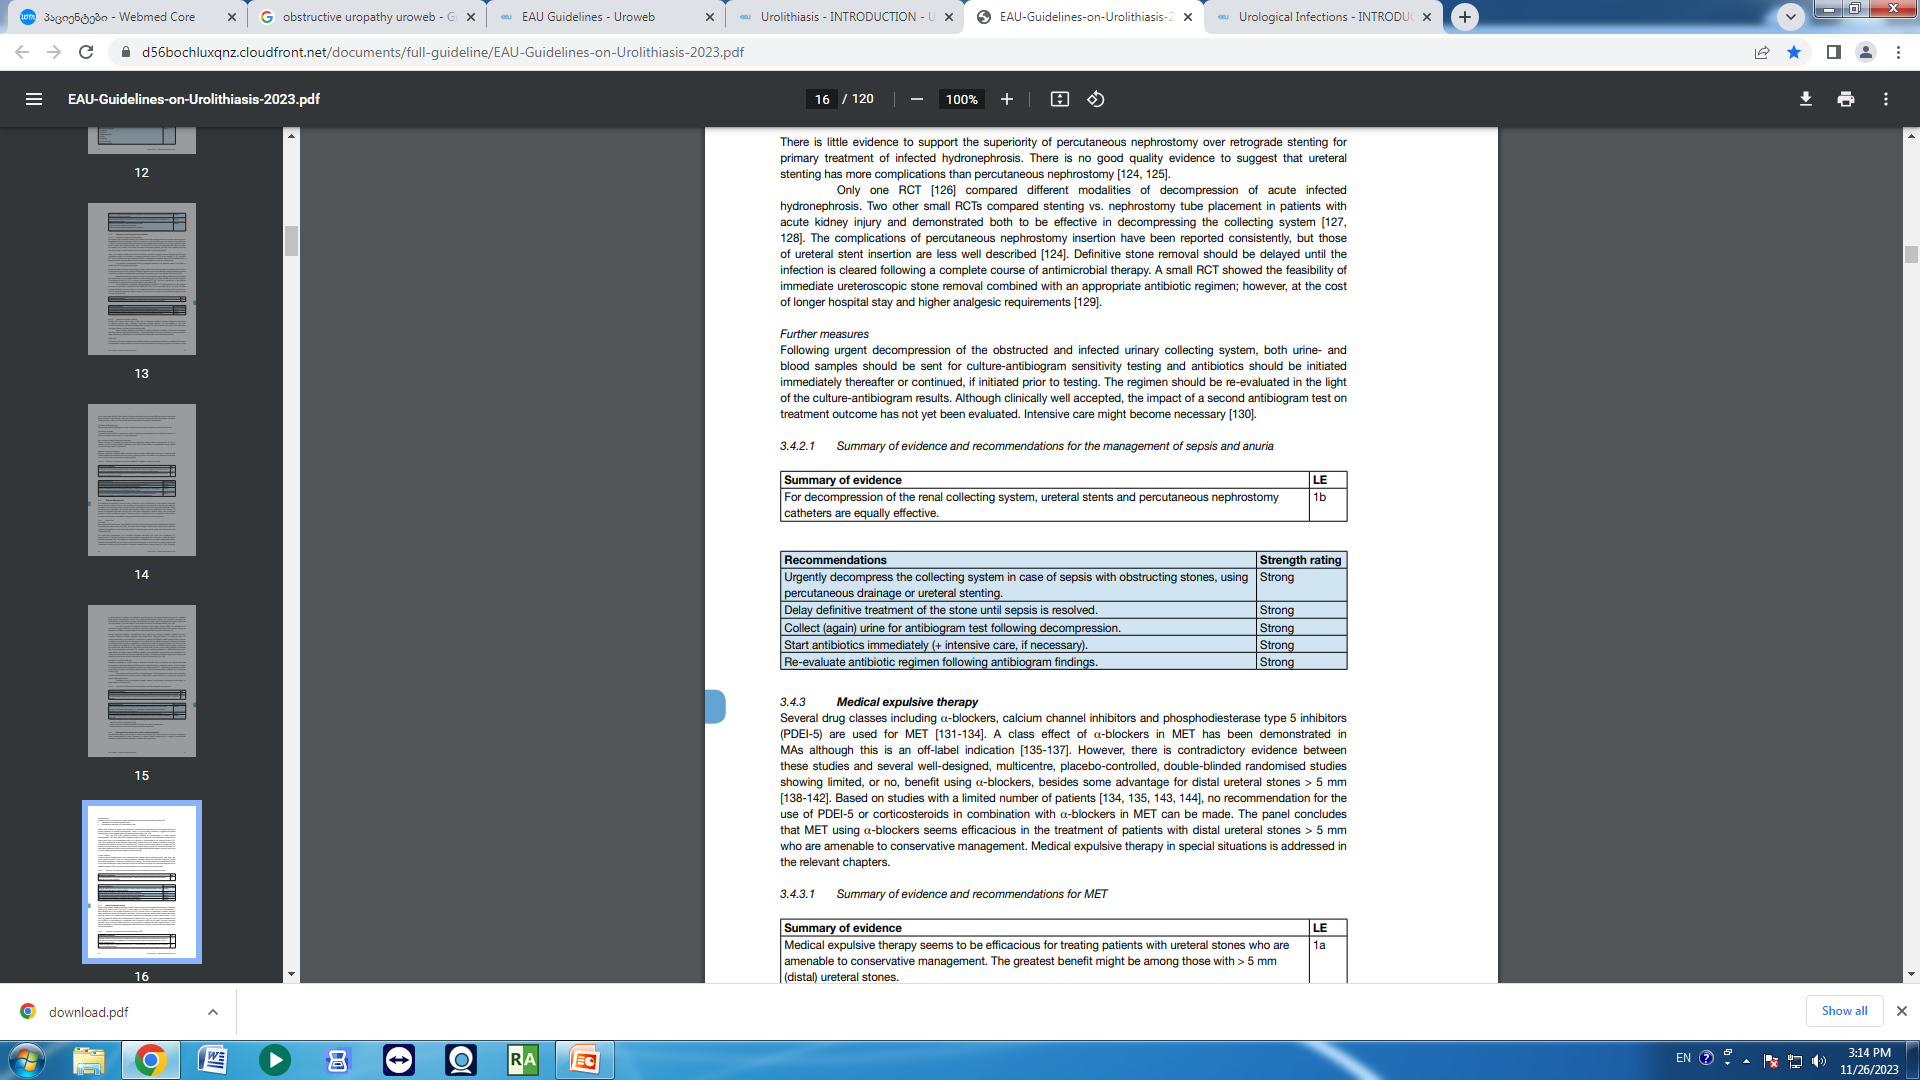 პაციენტები - Webmed Core
obstructive uropathy uroweb - G
EAU Guidelines - Uroweb
Urolithiasis - INTRODUCTION - U
EAU-Guidelines-on-Urolithiasis-2
Urological Infections - INTRODU
d56bochluxqnz.cloudfront.net/documents/full-guideline/EAU-Guidelines-on-Urolithiasis-2023.pdf
EAU-Guidelines-on-Urolithiasis-2023.pdf
16 / 120
100%
12
13
14
15
16
There is little evidence to support the superiority of percutaneous nephrostomy over retrograde stenting for
primary treatment of infected hydronephrosis. There is no good quality evidence to suggest that ureteral
stenting has more complications than percutaneous nephrostomy [124, 125].
Only one RCT [126] compared different modalities of decompression of acute infected
hydronephrosis. Two other small RCTs compared stenting vs. nephrostomy tube placement in patients with
acute kidney injury and demonstrated both to be effective in decompressing the collecting system [127,
128]. The complications of percutaneous nephrostomy insertion have been reported consistently, but those
of ureteral stent insertion are less well described [124]. Definitive stone removal should be delayed until the
infection is cleared following a complete course of antimicrobial therapy. A small RCT showed the feasibility of
immediate ureteroscopic stone removal combined with an appropriate antibiotic regimen; however, at the cost
of longer hospital stay and higher analgesic requirements [129].
Further measures
Following urgent decompression of the obstructed and infected urinary collecting system, both urine- and
blood samples should be sent for culture-antibiogram sensitivity testing and antibiotics should be initiated
immediately thereafter or continued, if initiated prior to testing. The regimen should be re-evaluated in the light
of the culture-antibiogram results. Although clinically well accepted, the impact of a second antibiogram test on
treatment outcome has not yet been evaluated. Intensive care might become necessary [130].
3.4.2.1 Summary of evidence and recommendations for the management of sepsis and anuria
Summary of evidence LE
For decompression of the renal collecting system, ureteral stents and percutaneous nephrostomy 1b
catheters are equally effective.
Recommendations Strength rating
Urgently decompress the collecting system in case of sepsis with obstructing stones, using Strong
percutaneous drainage or ureteral stenting.
Delay definitive treatment of the stone until sepsis is resolved. Strong
Collect (again) urine for antibiogram test following decompression. Strong
Start antibiotics immediately (+ intensive care, if necessary). Strong
Re-evaluate antibiotic regimen following antibiogram findings. Strong
3.4.3 Medical expulsive therapy
Several drug classes including α-blockers, calcium channel inhibitors and phosphodiesterase type 5 inhibitors
(PDEI-5) are used for MET [131-134]. A class effect of α-blockers in MET has been demonstrated in
MAs although this is an off-label indication [135-137]. However, there is contradictory evidence between
these studies and several well-designed, multicentre, placebo-controlled, double-blinded randomised studies
showing limited, or no, benefit using α-blockers, besides some advantage for distal ureteral stones > 5 mm
[138-142]. Based on studies with a limited number of patients [134, 135, 143, 144], no recommendation for the
use of PDEI-5 or corticosteroids in combination with α-blockers in MET can be made. The panel concludes
that MET using α-blockers seems efficacious in the treatment of patients with distal ureteral stones > 5 mm
who are amenable to conservative management. Medical expulsive therapy in special situations is addressed in
the relevant chapters.
3.4.3.1 Summary of evidence and recommendations for MET
Summary of evidence LE
Medical expulsive therapy seems to be efficacious for treating patients with ureteral stones who are 1a
amenable to conservative management. The greatest benefit might be among those with > 5 mm
(distal) ureteral stones.
download.pdf
Show all
RA
EN
3:14 PM
11/26/2023